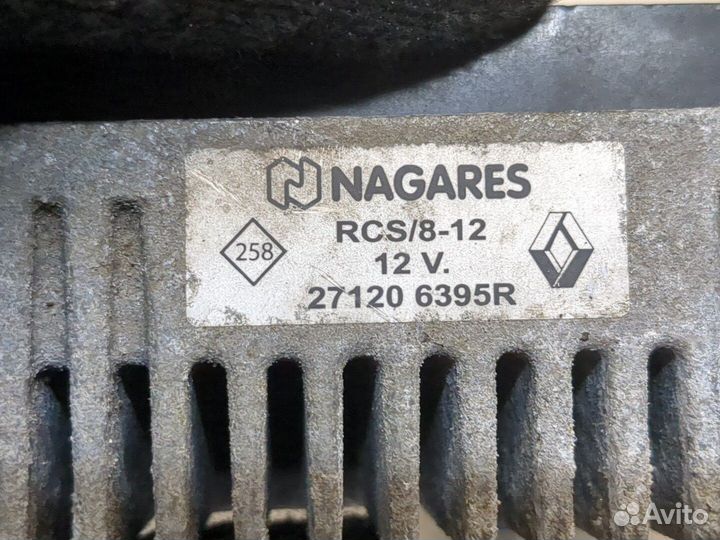 NAGARES
RCS/8-12
258
12 V.
27120 6395R
Avito